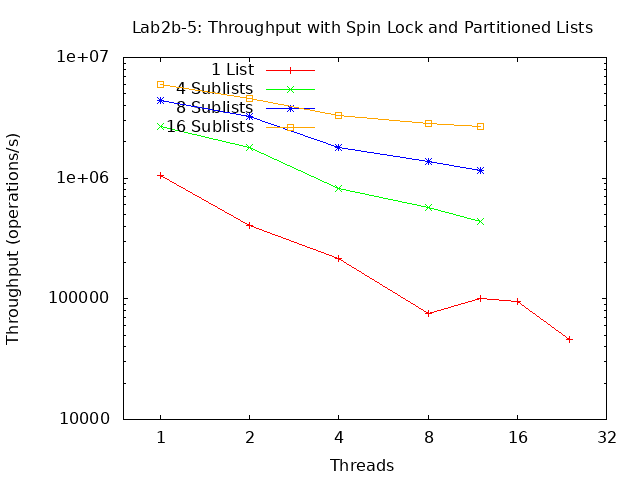 Lab2b-5: Throughput with Spin Lock and Partitioned Lists
1e+07
1 List
4 Sublists
8 Sublists
16 Sublists
1e+06
100000
10000
Throughput (operations/s)
1 2 4 8 16 32
Threads